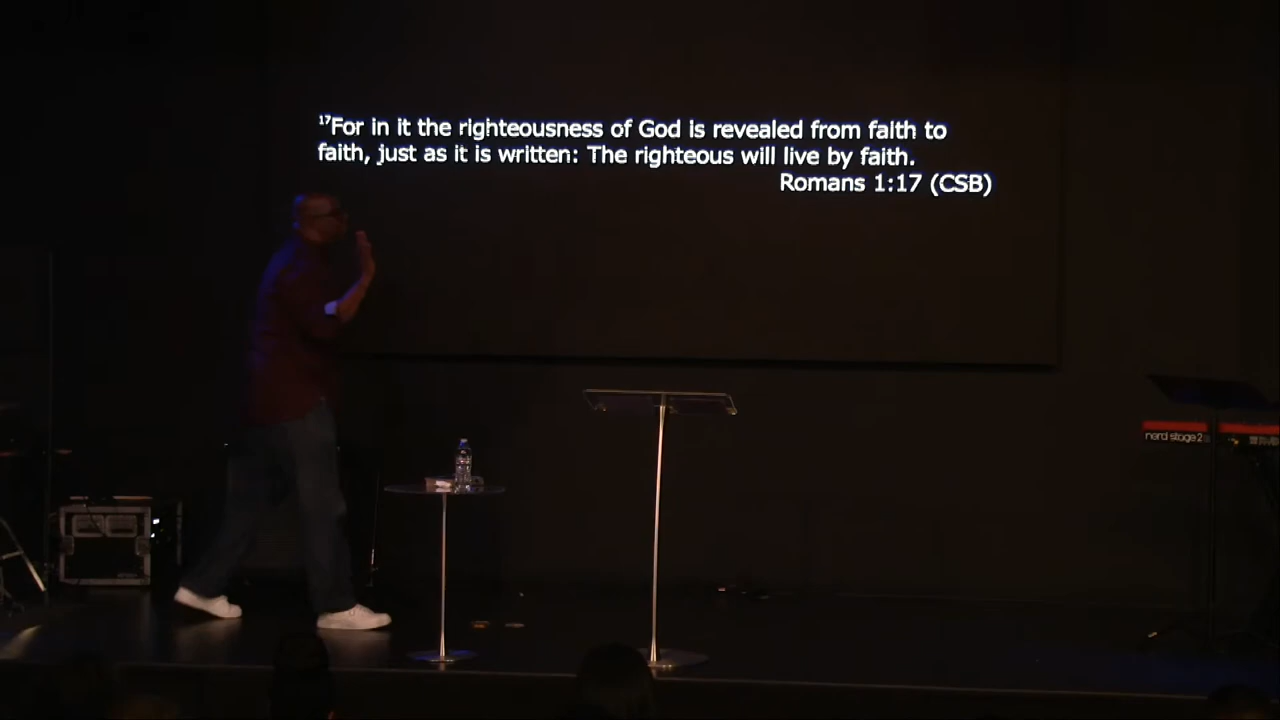 ¹⁷For in it the righteousness of God is revealed from faith to
faith, just as it is written: The righteous will live by faith.
Romans 1:17 (CSB)
nord stage 2